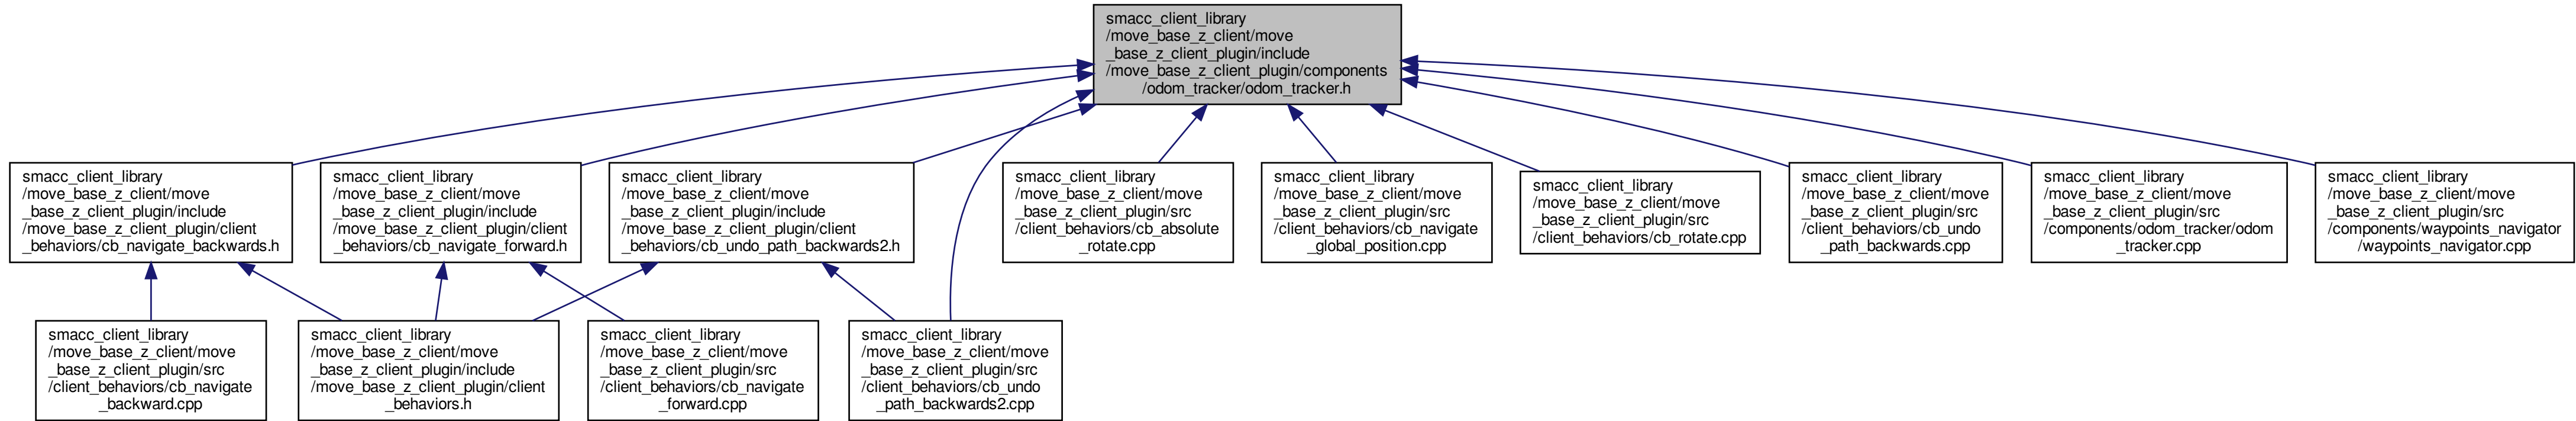 smacc_client_library
/move_base_z_client/move
_base_z_client_plugin/include
/move_base_z_client_plugin/components
/odom_tracker/odom_tracker.h
smacc_client_library
/move_base_z_client/move
_base_z_client_plugin/include
/move_base_z_client_plugin/client
_behaviors/cb_navigate_backwards.h
smacc_client_library
/move_base_z_client/move
_base_z_client_plugin/include
/move_base_z_client_plugin/client
_behaviors/cb_navigate_forward.h
smacc_client_library
/move_base_z_client/move
_base_z_client_plugin/include
/move_base_z_client_plugin/client
_behaviors/cb_undo_path_backwards2.h
smacc_client_library
/move_base_z_client/move
_base_z_client_plugin/src
/client_behaviors/cb_absolute
_rotate.cpp
smacc_client_library
/move_base_z_client/move
_base_z_client_plugin/src
/client_behaviors/cb_navigate
_global_position.cpp
smacc_client_library
/move_base_z_client/move
_base_z_client_plugin/src
/client_behaviors/cb_rotate.cpp
smacc_client_library
/move_base_z_client/move
_base_z_client_plugin/src
/client_behaviors/cb_undo
_path_backwards.cpp
smacc_client_library
/move_base_z_client/move
_base_z_client_plugin/src
/components/odom_tracker/odom
_tracker.cpp
smacc_client_library
/move_base_z_client/move
_base_z_client_plugin/src
/components/waypoints_navigator
/waypoints_navigator.cpp
smacc_client_library
/move_base_z_client/move
_base_z_client_plugin/src
/client_behaviors/cb_navigate
_backward.cpp
smacc_client_library
/move_base_z_client/move
_base_z_client_plugin/include
/move_base_z_client_plugin/client
_behaviors.h
smacc_client_library
/move_base_z_client/move
_base_z_client_plugin/src
/client_behaviors/cb_navigate
_forward.cpp
smacc_client_library
/move_base_z_client/move
_base_z_client_plugin/src
/client_behaviors/cb_undo
_path_backwards2.cpp